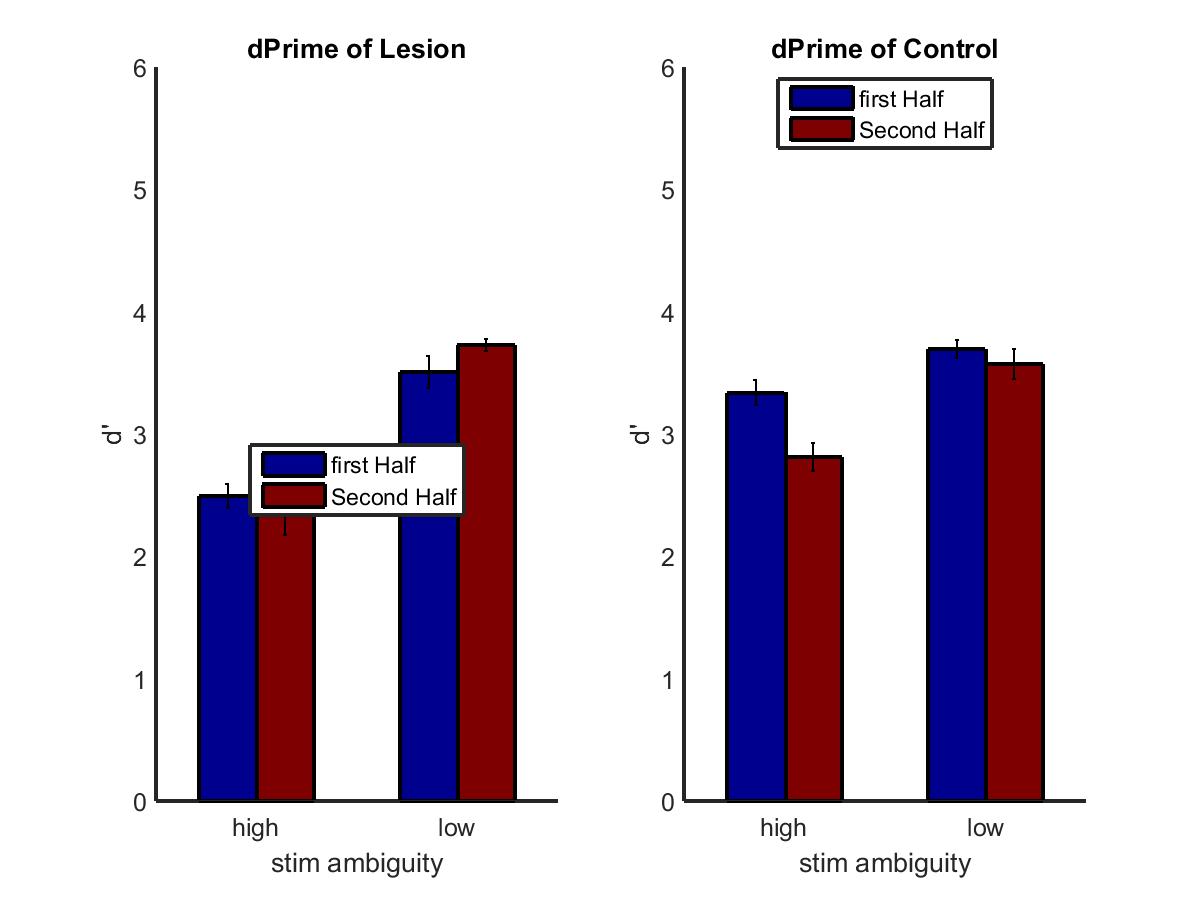 dPrime of Lesion
6
5
4
3
2
1
0
d'
first Half
Second Half
high low
stim ambiguity
dPrime of Control
6
5
4
3
2
1
0
d'
first Half
Second Half
high low
stim ambiguity